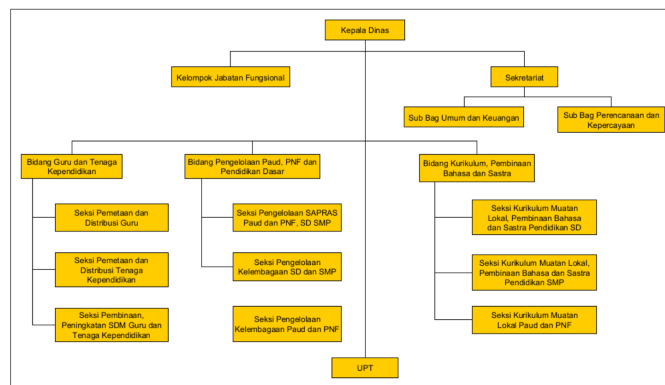 Kepala Dinas
Kelompok Jabatan Fungsional
Sekretariat
Sub Bag Umum dan Keuangan
Sub Bag Perencanaan dan
Kepercayaan
Bidang Guru dan Tenaga
Kependidikan
Bidang Pengelolaan Paud, PNF dan
Pendidikan Dasar
Bidang Kurikulum, Pembinaan
Bahasa dan Sastra
Seksi Pemetaan dan
Distribusi Guru
Seksi Pemetaan dan
Distribusi Tenaga
Kependidikan
Seksi Pembinaan,
Peningkatan SDM Guru dan
Tenaga Kependidikan
Seksi Pengelolaan SAPRAS
Paud dan PNF, SD SMP
Seksi Pengelolaan
Kelembagaan SD dan SMP
Seksi Pengelolaan
Kelembagaan Paud dan PNF
Seksi Kurikulum Muatan
Lokal, Pembinaan Bahasa
dan Sastra Pendidikan SD
Seksi Kurikulum Muatan Lokal,
Pembinaan Bahasa dan Sastra
Pendidikan SMP
Seksi Kurikulum Muatan
Lokal Paud dan PNF
UPT